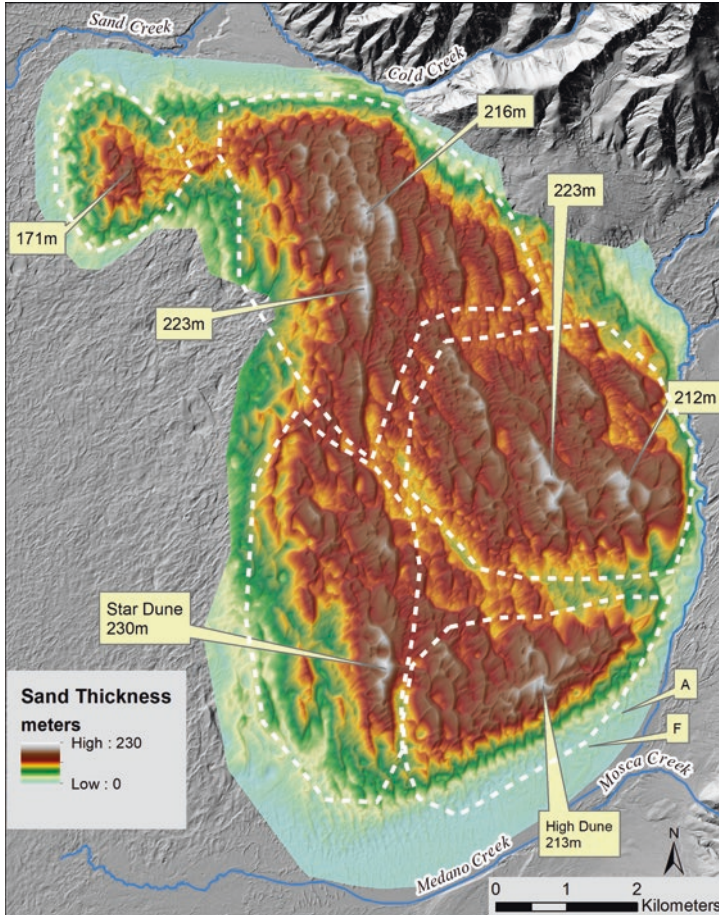 Sand Creek
Cold Creek
216m
223m
171m
223m
212m
Star Dune
230m
A
F
Sand Thickness
meters
High : 230
Low : 0
Mosca Creek
High Dune
213m
Medano Creek
N
0 1 2
Kilometers